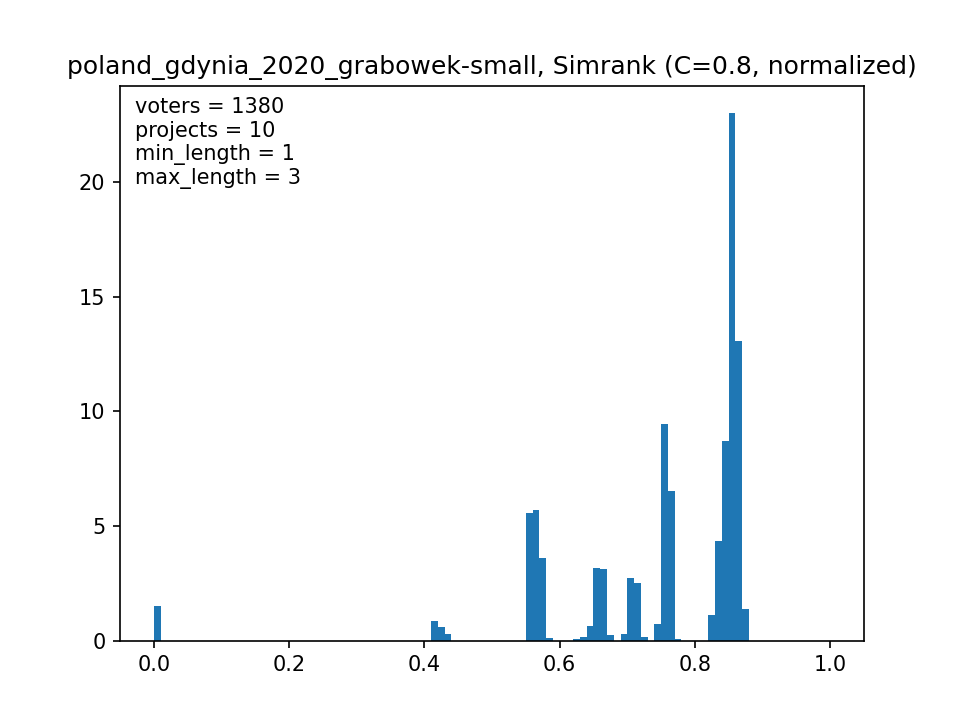 poland_gdynia_2020_grabowek-small, Simrank (C=0.8, normalized)
voters = 1380
projects = 10
min_length = 1
max_length = 3
20
15
10
5
0
0.0 0.2 0.4 0.6 0.8 1.0